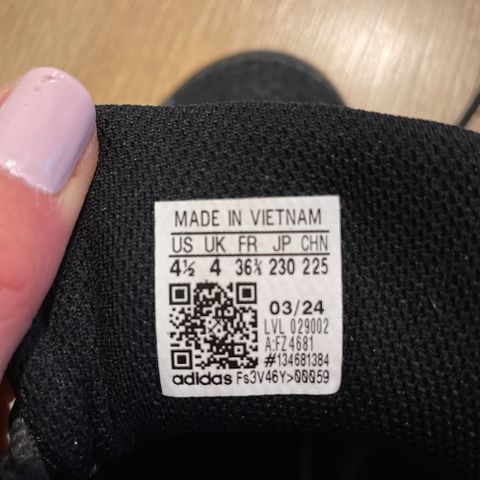 MADE IN VIETNAM
US UK FR JP CHN
4½ 4 36⅔ 230 225
03/24
LVL 029002
A:FZ4681
#134681384
adidas Fs3V46Y>00059